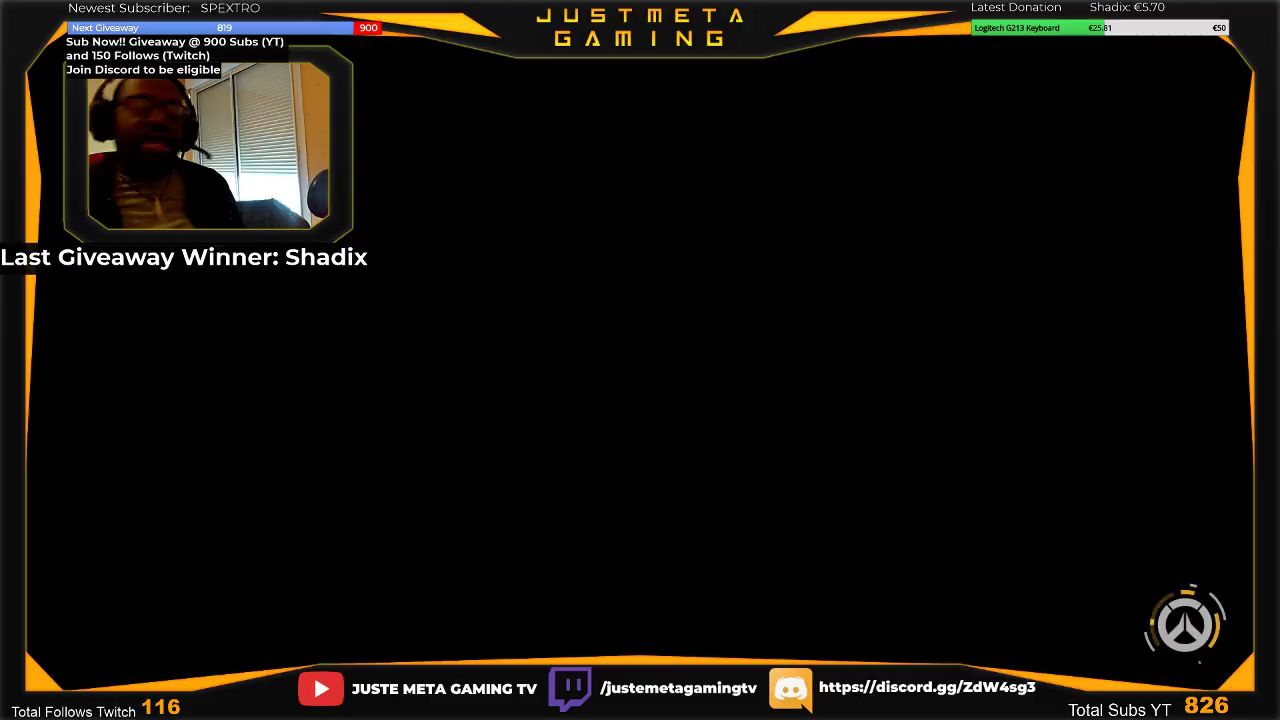 Newest Subscriber: SPEXTRO
Next Giveaway 819 900
Sub Now!! Giveaway @ 900 Subs (YT)
and 150 Follows (Twitch)
Join Discord to be eligible
JUSTMETA
GAMING
Latest Donation Shadix: €5.70
Logitech G213 Keyboard €25.81 €50
Last Giveaway Winner: Shadix
JUSTE META GAMING TV
/justemetagamingtv
https://discord.gg/ZdW4sg3
Total Follows Twitch 116
Total Subs YT 826